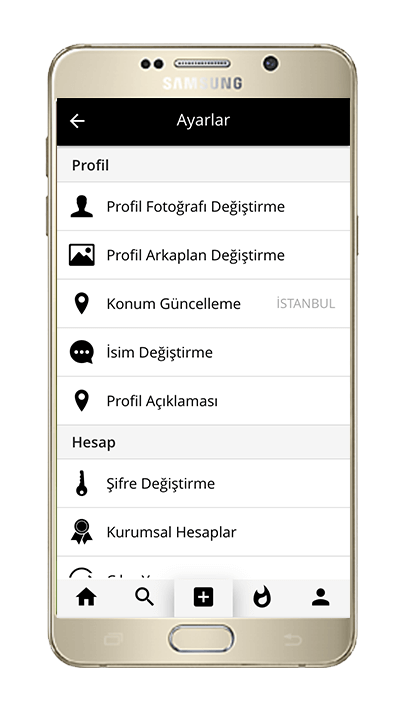 SAMSUNG
Ayarlar
Profil
Profil Fotoğrafı Değiştirme
Profil Arkaplan Değiştirme
Konum Güncelleme İSTANBUL
İsim Değiştirme
Profil Açıklaması
Hesap
Şifre Değiştirme
Kurumsal Hesaplar